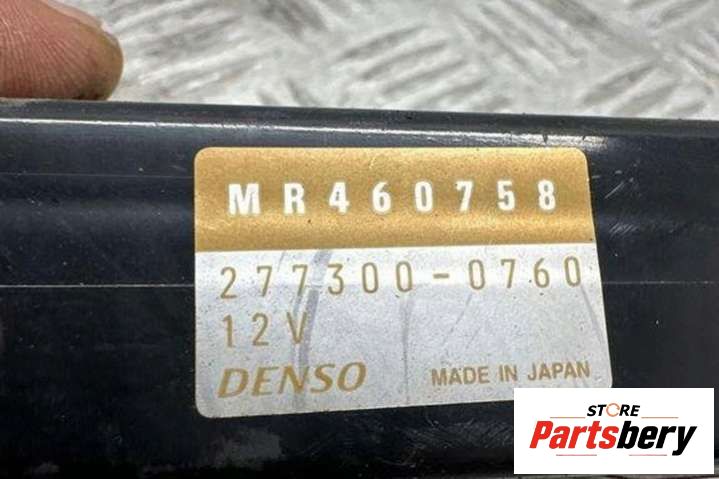 MR460758
277300-0760
12V
DENSO MADE IN JAPAN
STORE
Partsbery